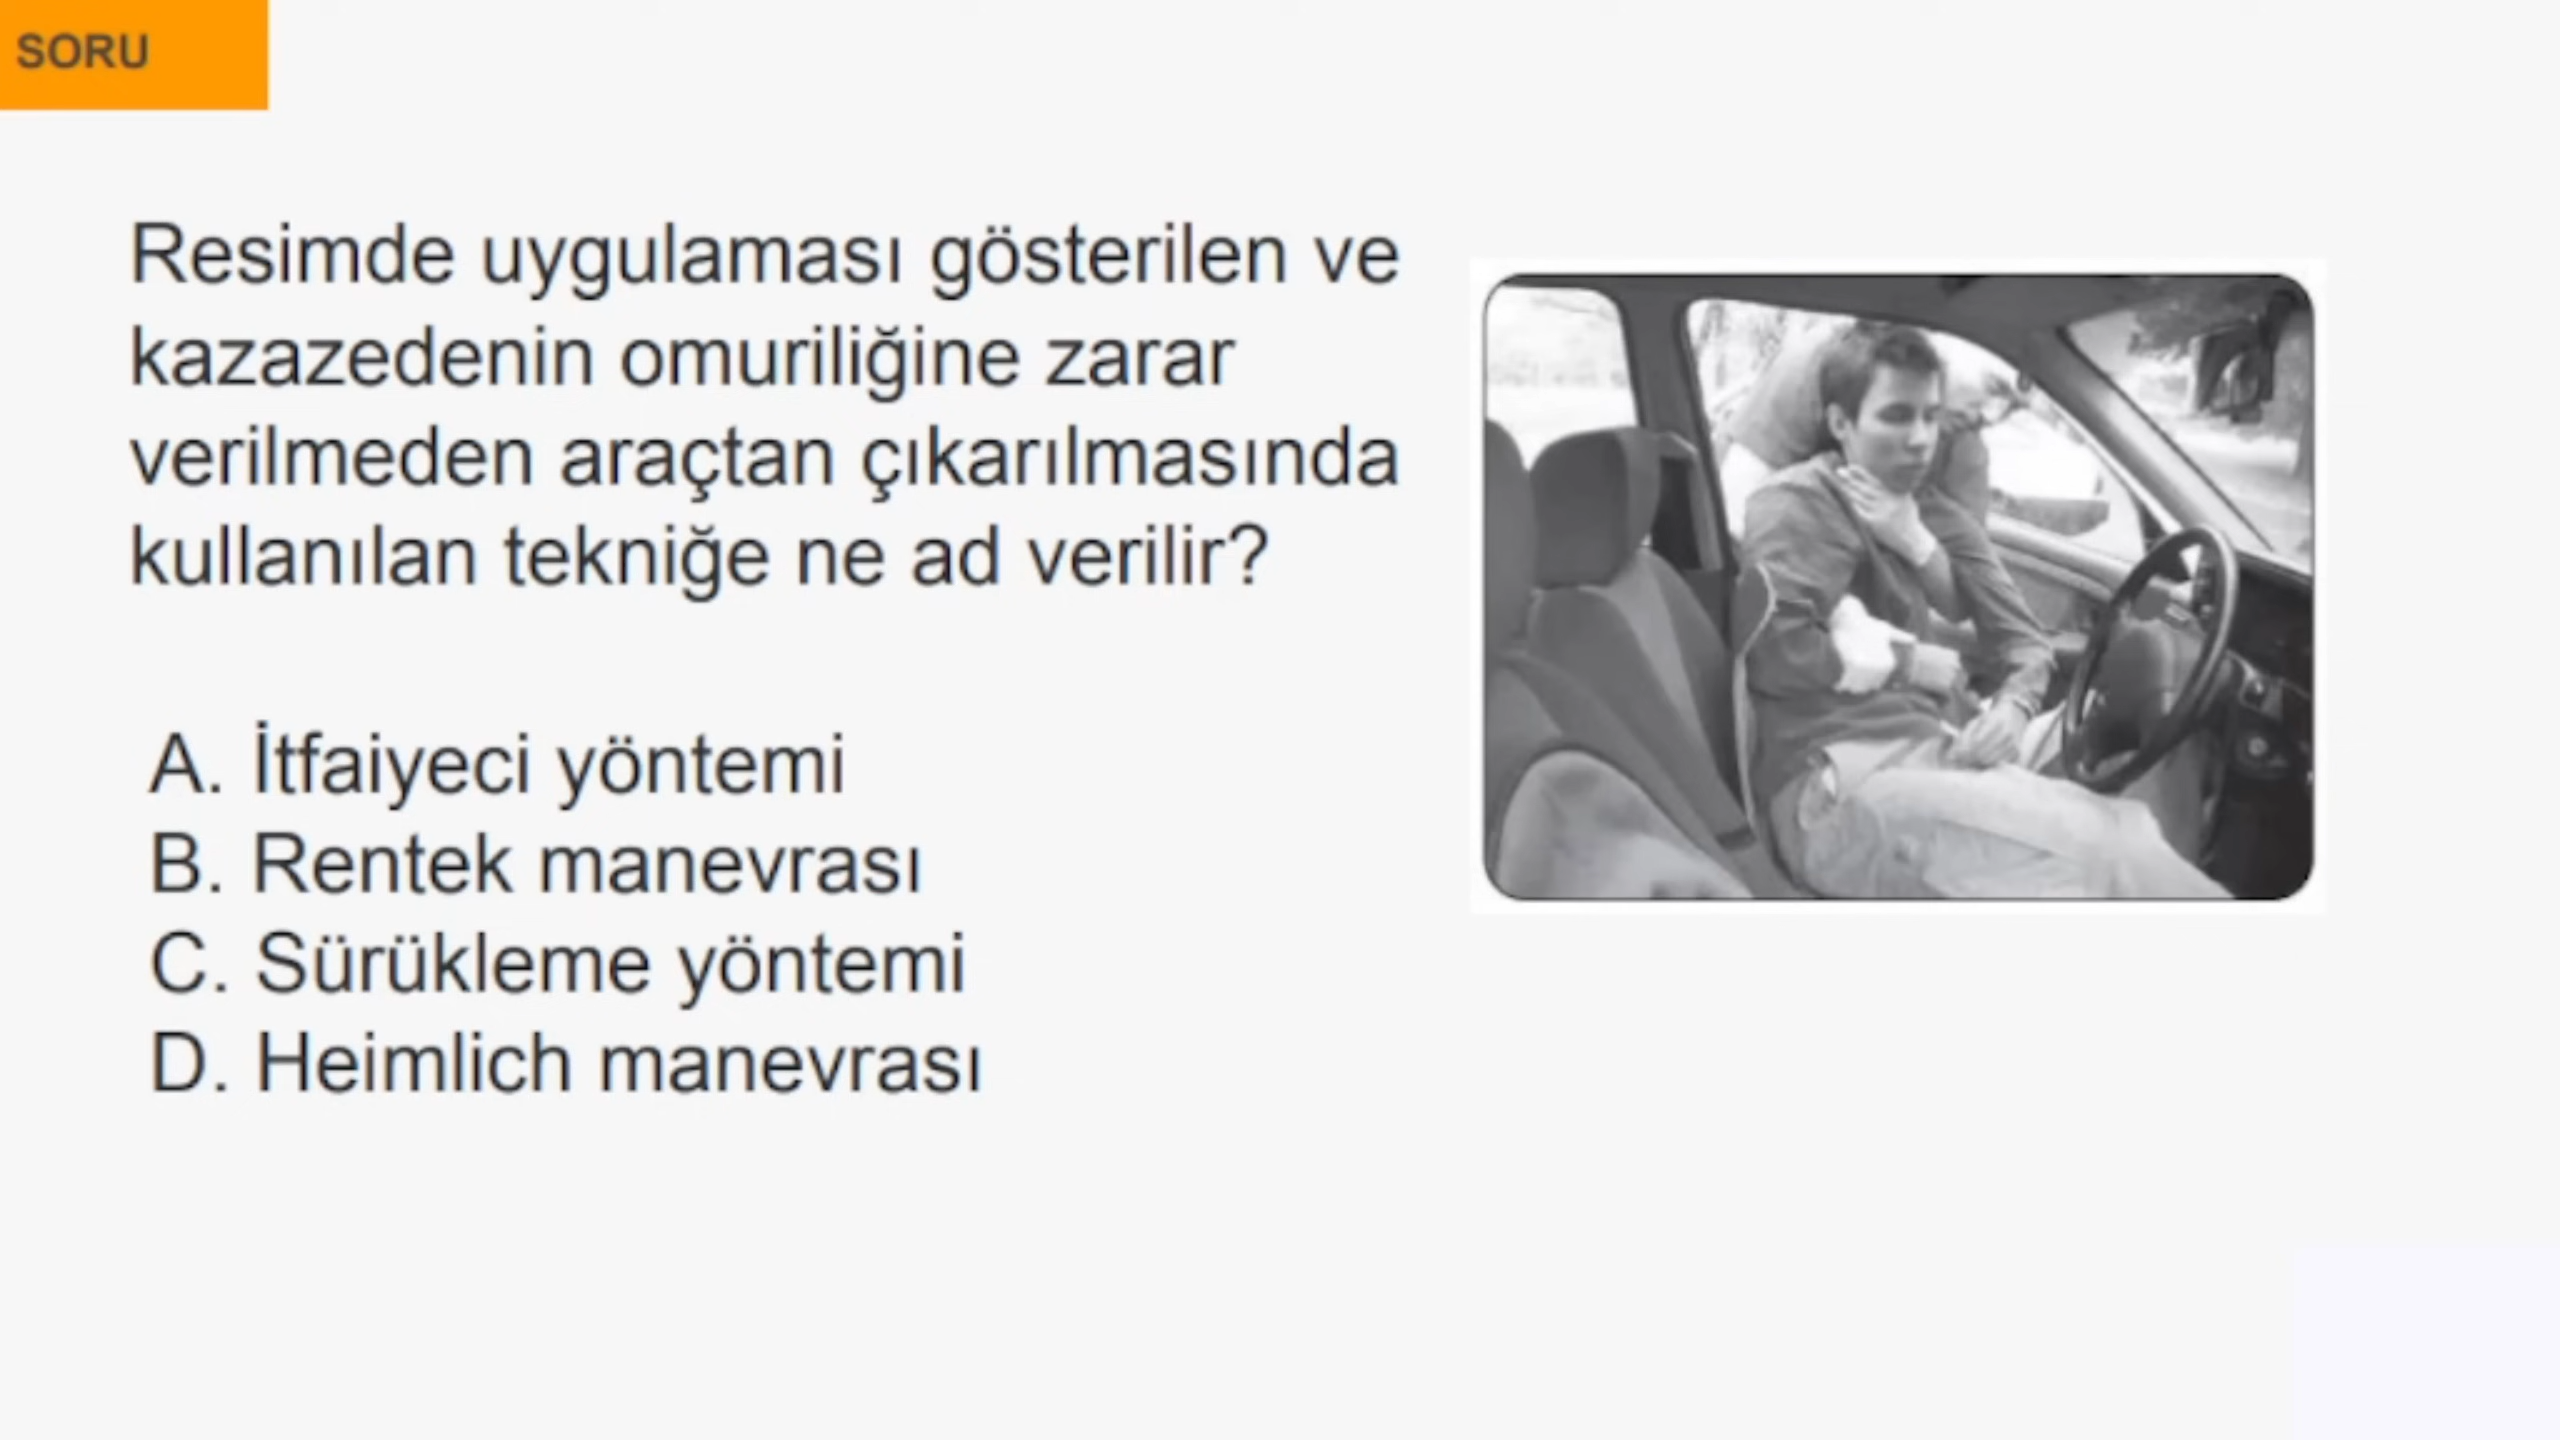 SORU
Resimde uygulaması gösterilen ve
kazazedenin omuriliğine zarar
verilmeden araçtan çıkarılmasında
kullanılan tekniğe ne ad verilir?
A. İtfaiyeci yöntemi
B. Rentek manevrası
C. Sürükleme yöntemi
D. Heimlich manevrası